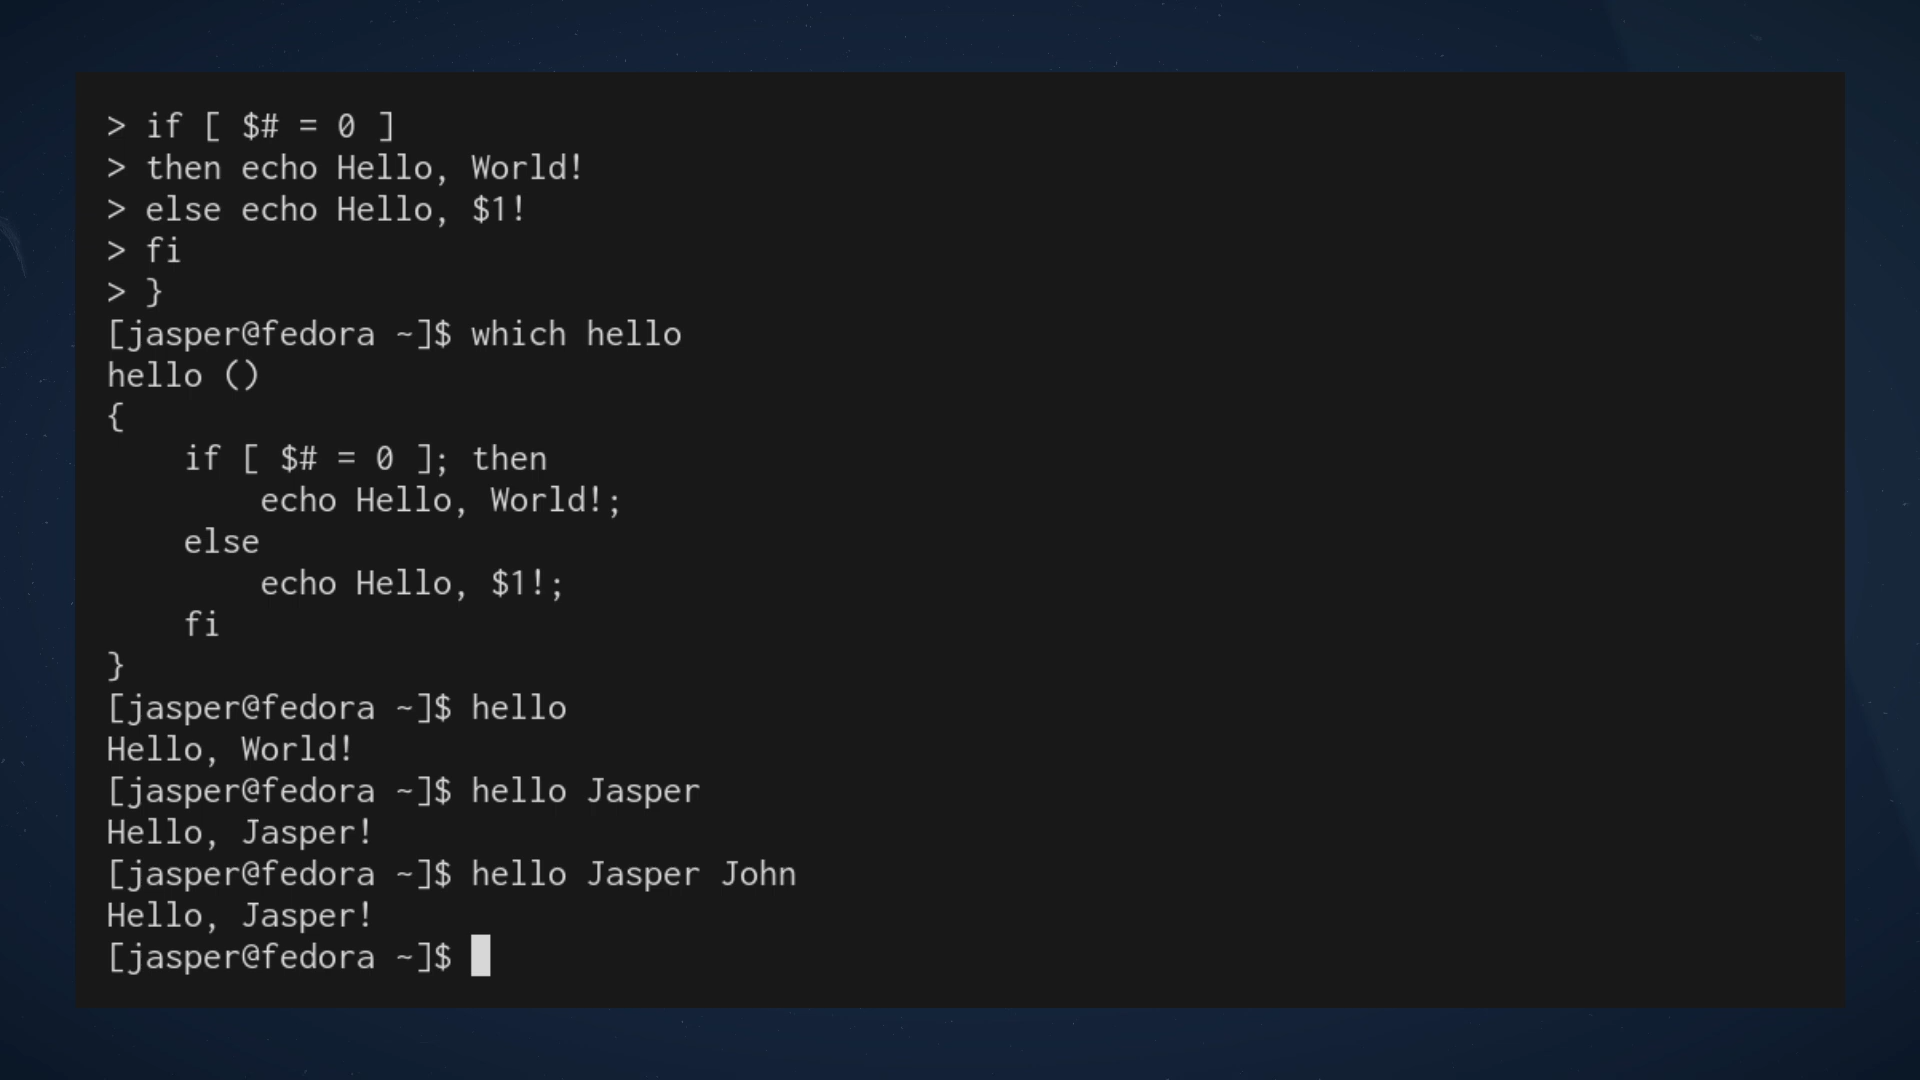 > if [ $# = 0 ]
> then echo Hello, World!
> else echo Hello, $1!
> fi
> }
[jasper@fedora ~]$ which hello
hello ()
{
    if [ $# = 0 ]; then
        echo Hello, World!;
    else
        echo Hello, $1!;
    fi
}
[jasper@fedora ~]$ hello
Hello, World!
[jasper@fedora ~]$ hello Jasper
Hello, Jasper!
[jasper@fedora ~]$ hello Jasper John
Hello, Jasper!
[jasper@fedora ~]$